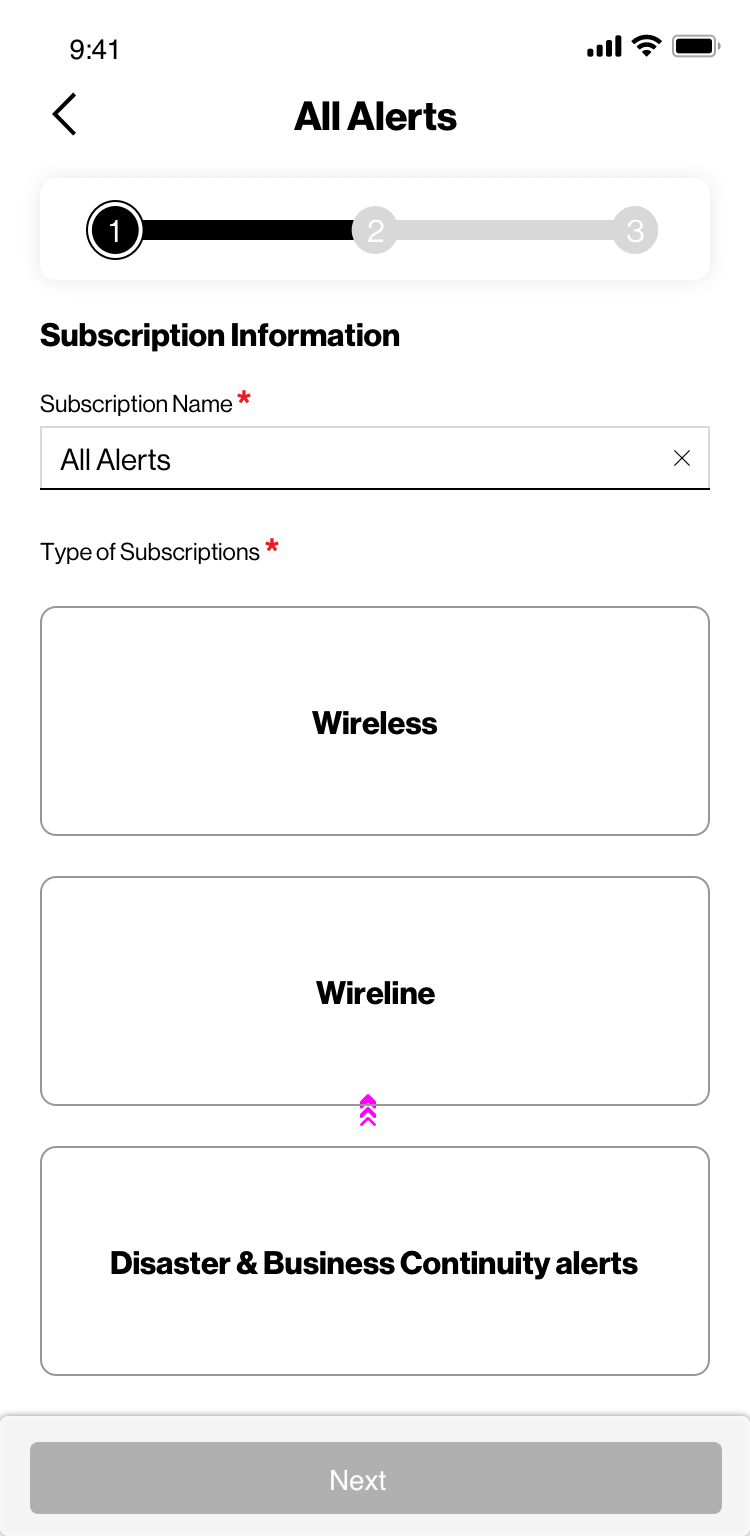 9:41
All Alerts
1 2 3
Subscription Information
Subscription Name *
All Alerts
Type of Subscriptions *
Wireless
Wireline
Disaster & Business Continuity alerts
Next